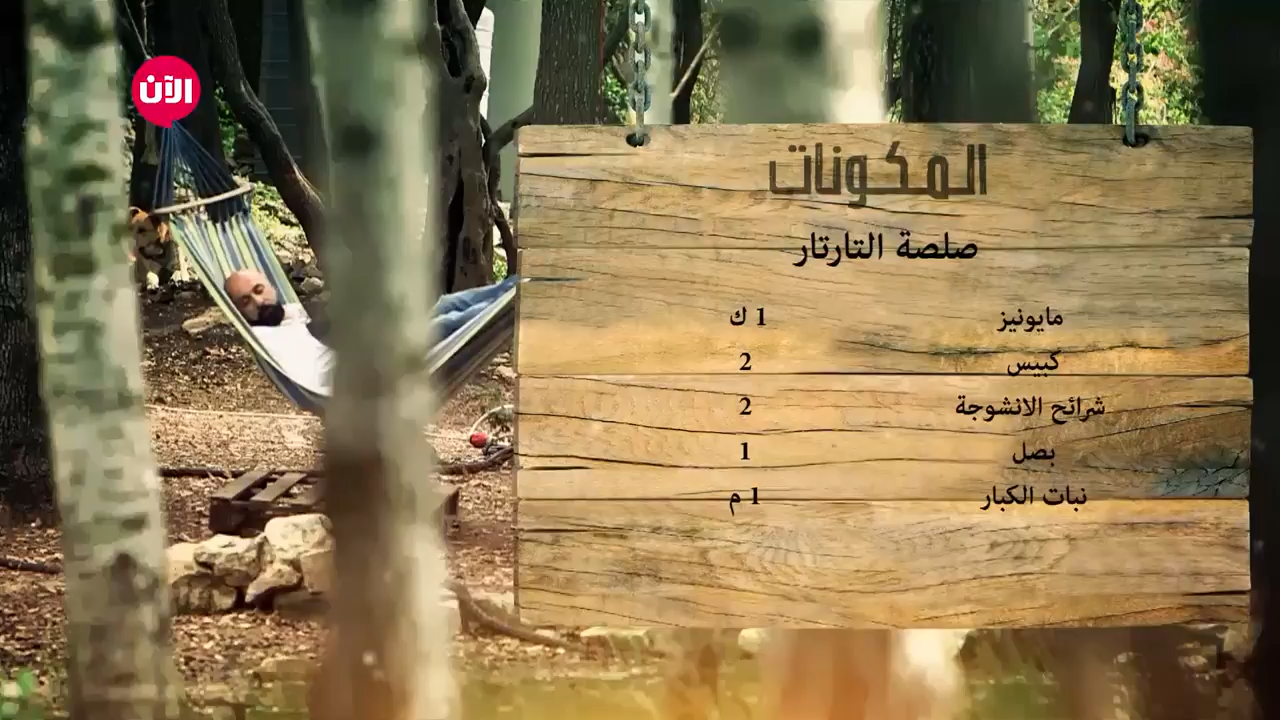 الآن
المكونات
صلصة التارتار
مايونيز 1 ك
كبيس 2
شرائح الانشوجة 2
بصل 1
نبات الكبار 1 م